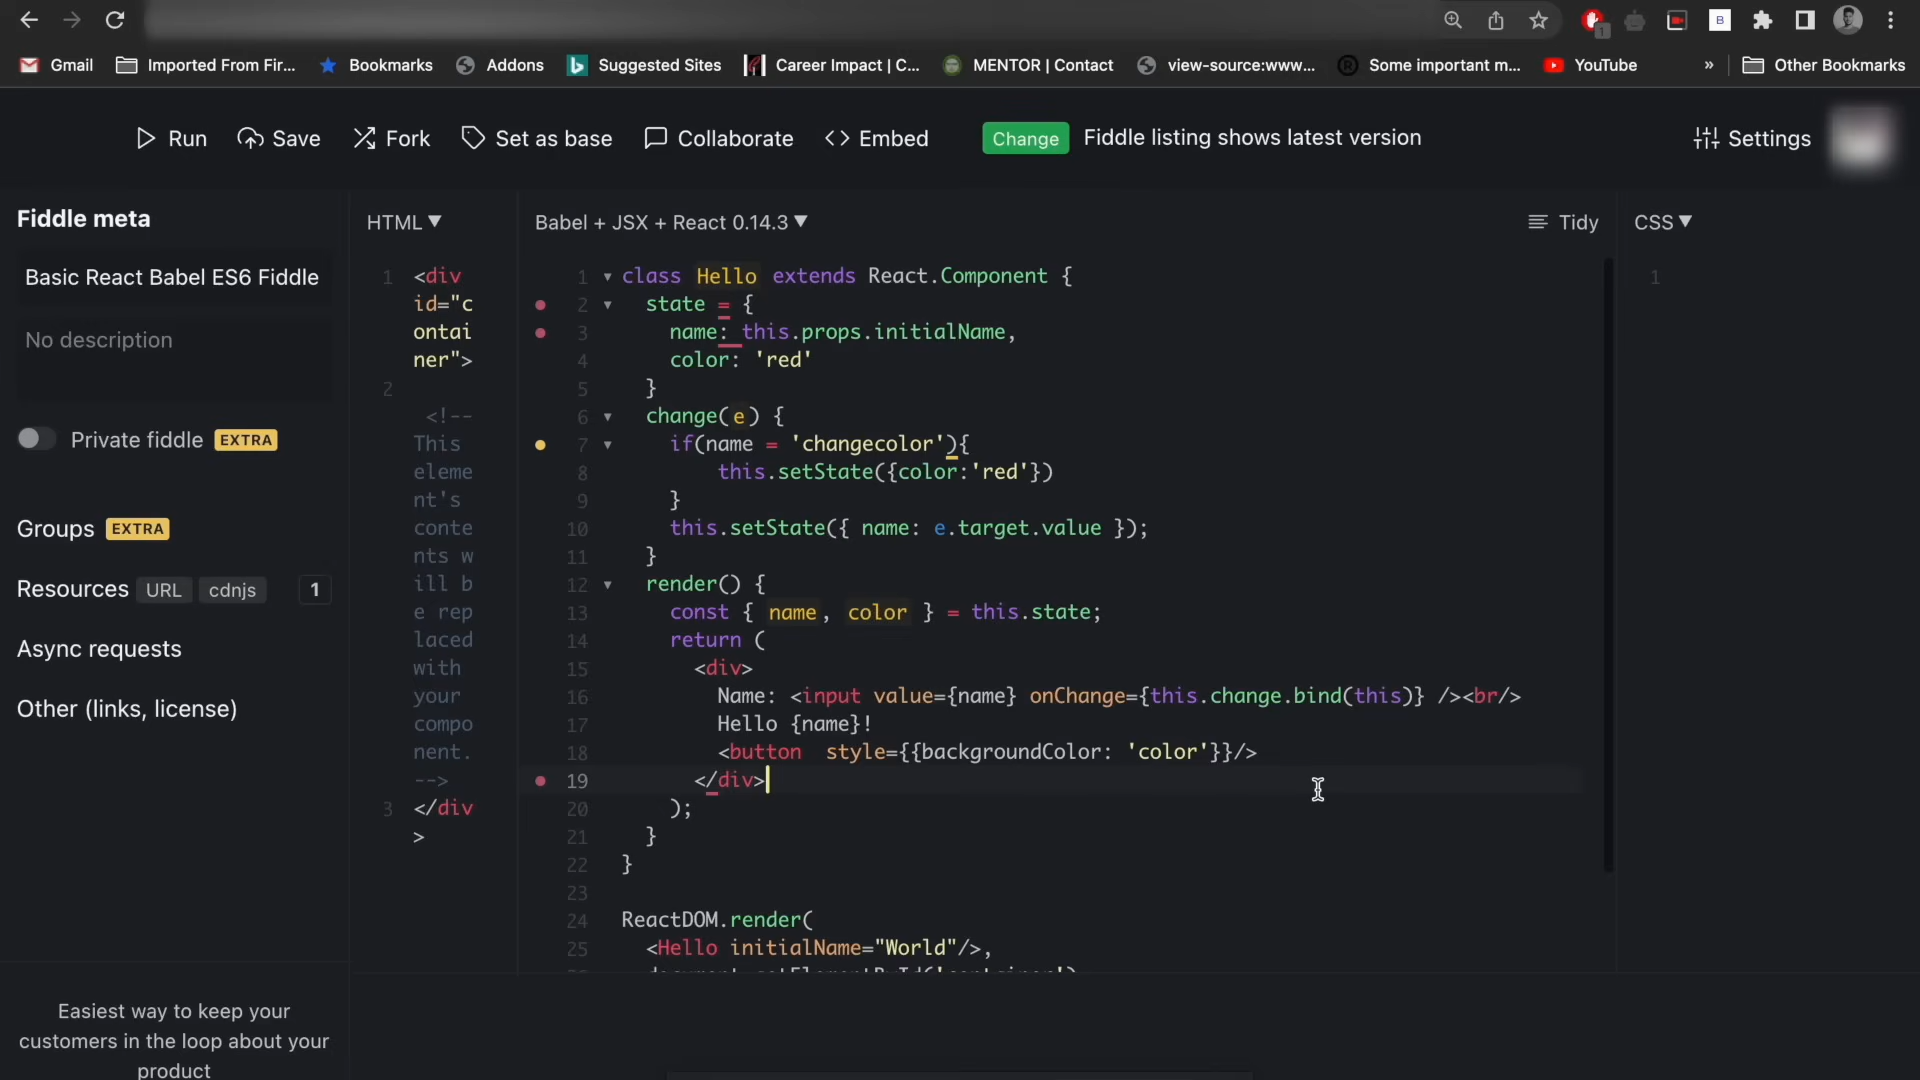 Gmail Imported From Fir... Bookmarks Addons Suggested Sites Career Impact | C... MENTOR | Contact view-source:www... Some important m... YouTube » Other Bookmarks
Run Save Fork Set as base Collaborate <> Embed Change Fiddle listing shows latest version Settings
Fiddle meta
Basic React Babel ES6 Fiddle
No description
Private fiddle EXTRA
Groups EXTRA
Resources URL cdnjs 1
Async requests
Other (links, license)
Easiest way to keep your
customers in the loop about your
product
HTML▼
1 <div
id="c
ontai
ner">
2
<!--
This
eleme
nt's
conte
nts w
ill b
e rep
laced
with
your
compo
nent.
-->
3 </div
>
Babel + JSX + React 0.14.3▼ Tidy
1 class Hello extends React.Component {
2 state = {
3 name: this.props.initialName,
4 color: 'red'
5 }
6 change(e) {
7 if(name = 'changecolor'){
8 this.setState({color:'red'})
9 }
10 this.setState({ name: e.target.value });
11 }
12 render() {
13 const { name, color } = this.state;
14 return (
15 <div>
16 Name: <input value={name} onChange={this.change.bind(this)} /><br/>
17 Hello {name}!
18 <button  style={{backgroundColor: 'color'}}/>
19 </div>
20 );
21 }
22 }
23
24 ReactDOM.render(
25 <Hello initialName="World"/>,
CSS▼
1